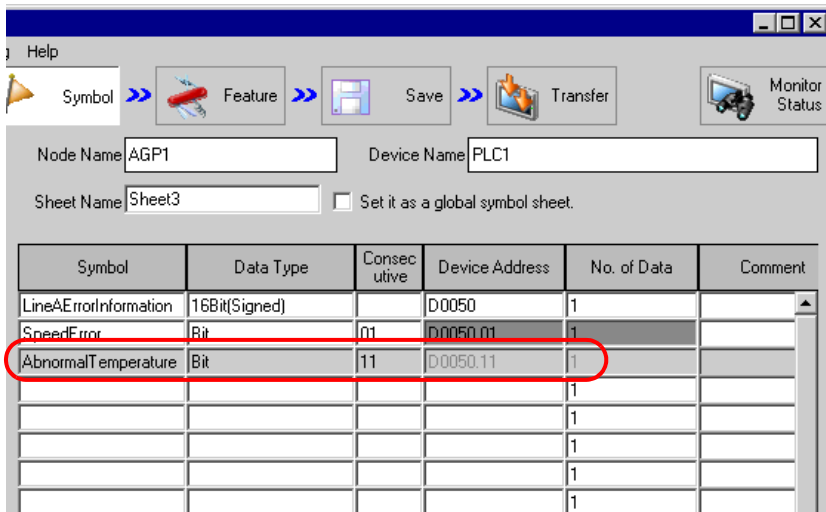 g Help
Symbol >> Feature >> Save >> Transfer Monitor Status
Node Name AGP1 Device Name PLC1
Sheet Name Sheet3 Set it as a global symbol sheet.
Symbol Data Type Consecutive Device Address No. of Data Comment
LineAErrorInformation 16Bit(Signed) D0050 1
SpeedError Bit 01 D0050.01 1
AbnormalTemperature Bit 11 D0050.11 1
1
1
1
1
1